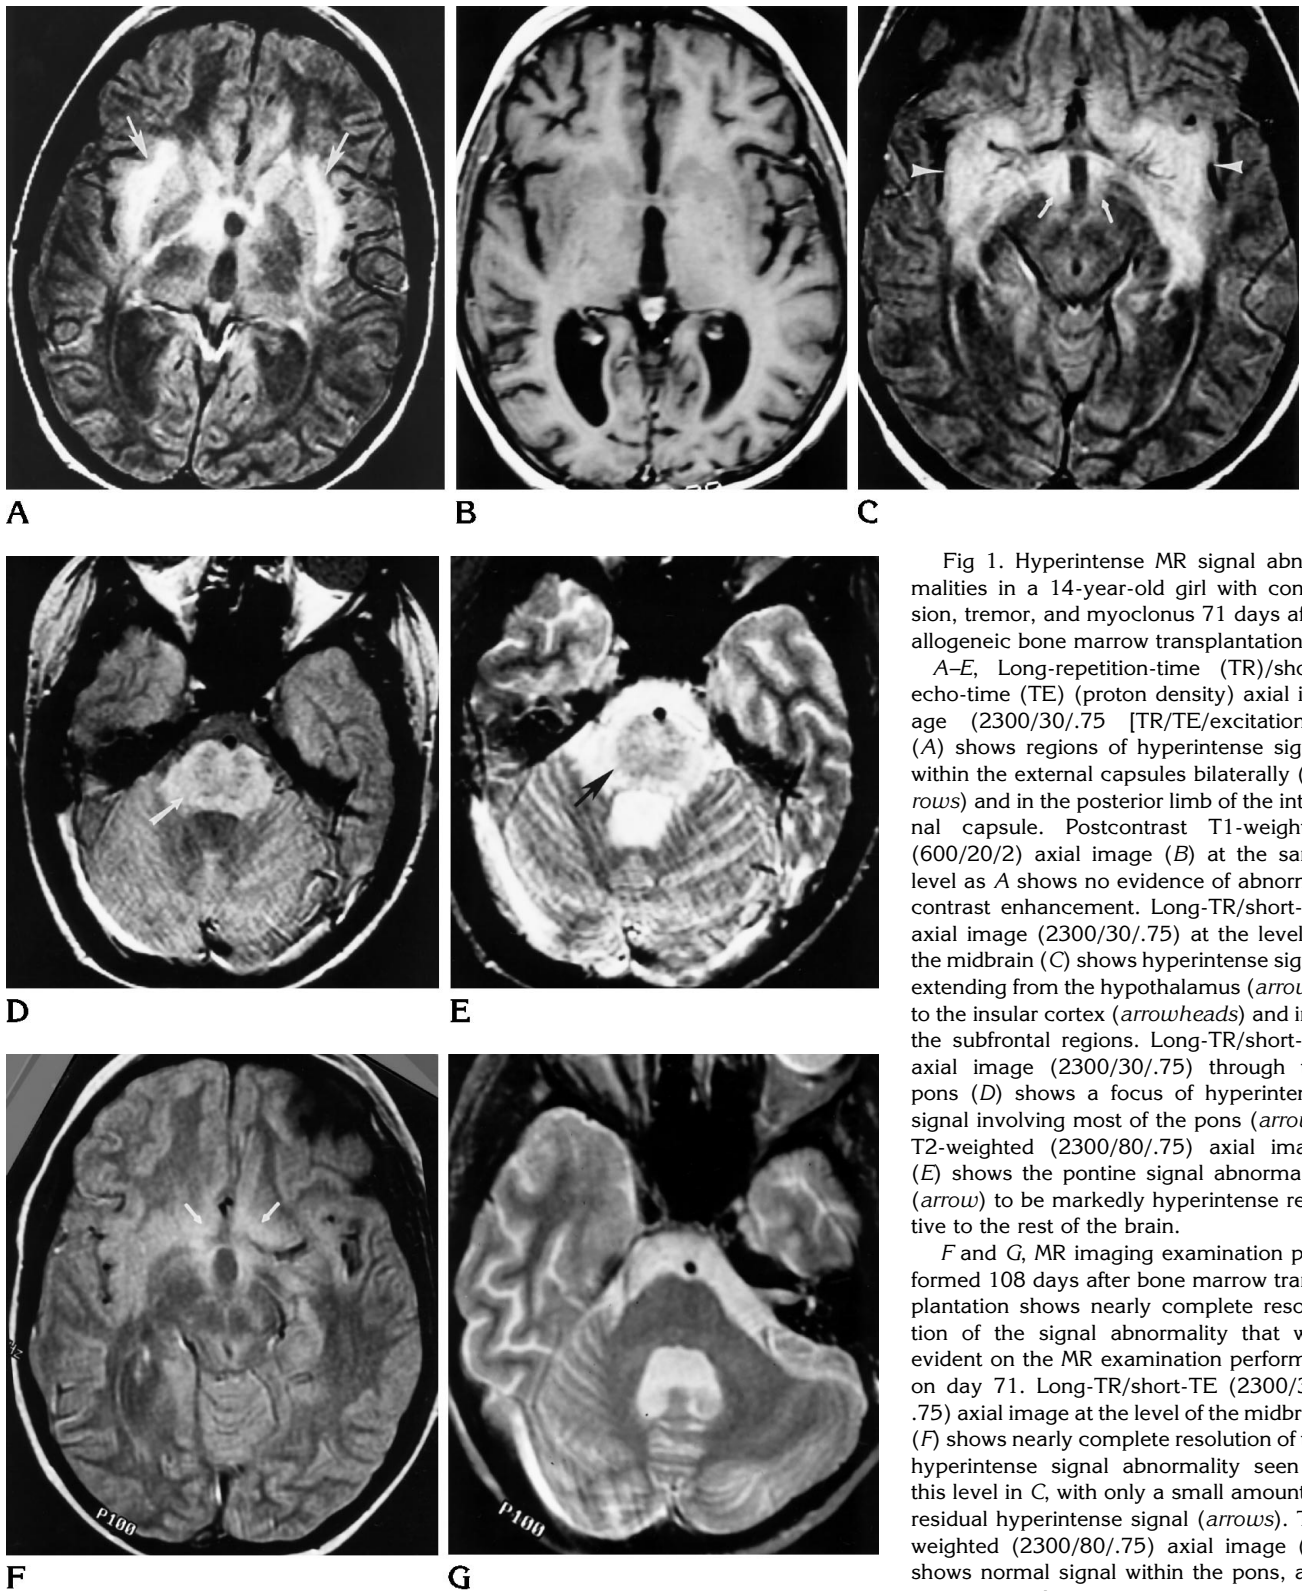 A
B
C
D
E
P100
F
P100
G
Fig 1. Hyperintense MR signal abn
malities in a 14-year-old girl with con
sion, tremor, and myoclonus 71 days af
allogeneic bone marrow transplantation
A–E, Long-repetition-time (TR)/sho
echo-time (TE) (proton density) axial i
age (2300/30/.75 [TR/TE/excitation
(A) shows regions of hyperintense sig
within the external capsules bilaterally (
rows) and in the posterior limb of the int
nal capsule. Postcontrast T1-weight
(600/20/2) axial image (B) at the sa
level as A shows no evidence of abnorm
contrast enhancement. Long-TR/short-
axial image (2300/30/.75) at the level
the midbrain (C) shows hyperintense sig
extending from the hypothalamus (arrow
to the insular cortex (arrowheads) and in
the subfrontal regions. Long-TR/short-
axial image (2300/30/.75) through t
pons (D) shows a focus of hyperinten
signal involving most of the pons (arrow
T2-weighted (2300/80/.75) axial ima
(E) shows the pontine signal abnorma
(arrow) to be markedly hyperintense re
tive to the rest of the brain.
F and G, MR imaging examination p
formed 108 days after bone marrow tran
plantation shows nearly complete reso
tion of the signal abnormality that w
evident on the MR examination perform
on day 71. Long-TR/short-TE (2300/3
.75) axial image at the level of the midbr
(F) shows nearly complete resolution of
hyperintense signal abnormality seen
this level in C, with only a small amount
residual hyperintense signal (arrows). T
weighted (2300/80/.75) axial image (
shows normal signal within the pons, a